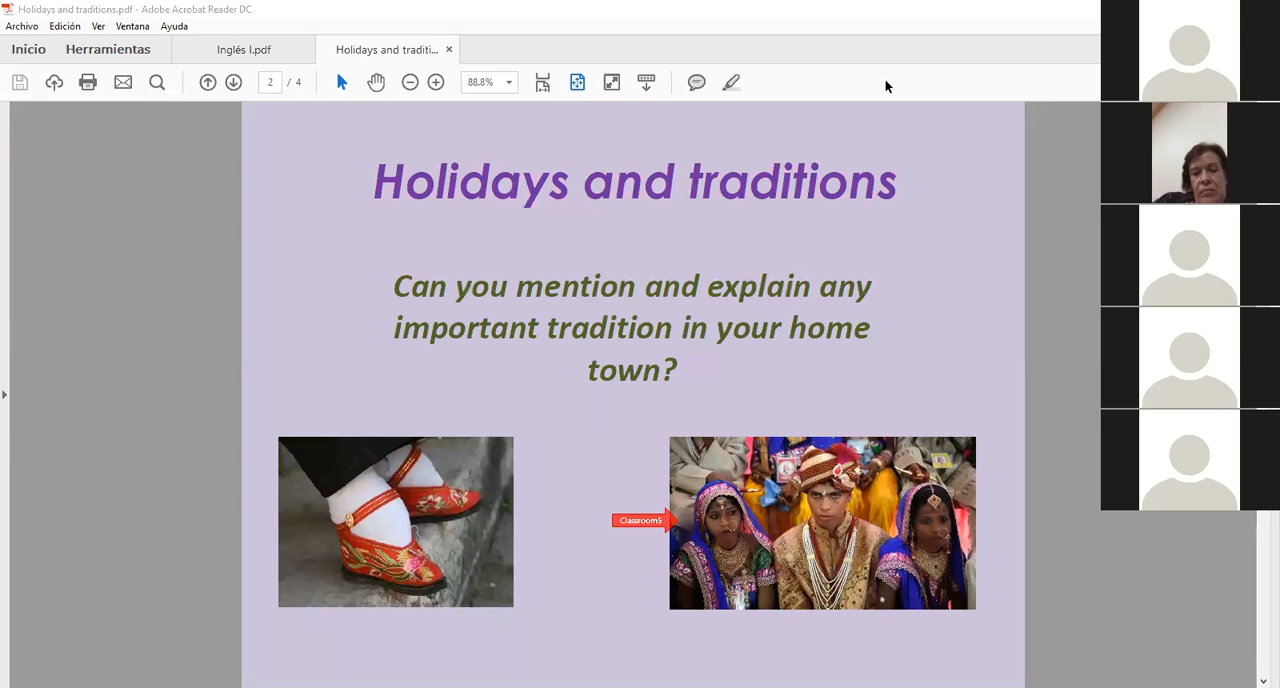 Holidays and traditions.pdf - Adobe Acrobat Reader DC
Archivo Edición Ver Ventana Ayuda
Inicio Herramientas Inglés I.pdf Holidays and traditi... ×
2 / 4 88.8%
Holidays and traditions
Can you mention and explain any
important tradition in your home
town?
Classroom5